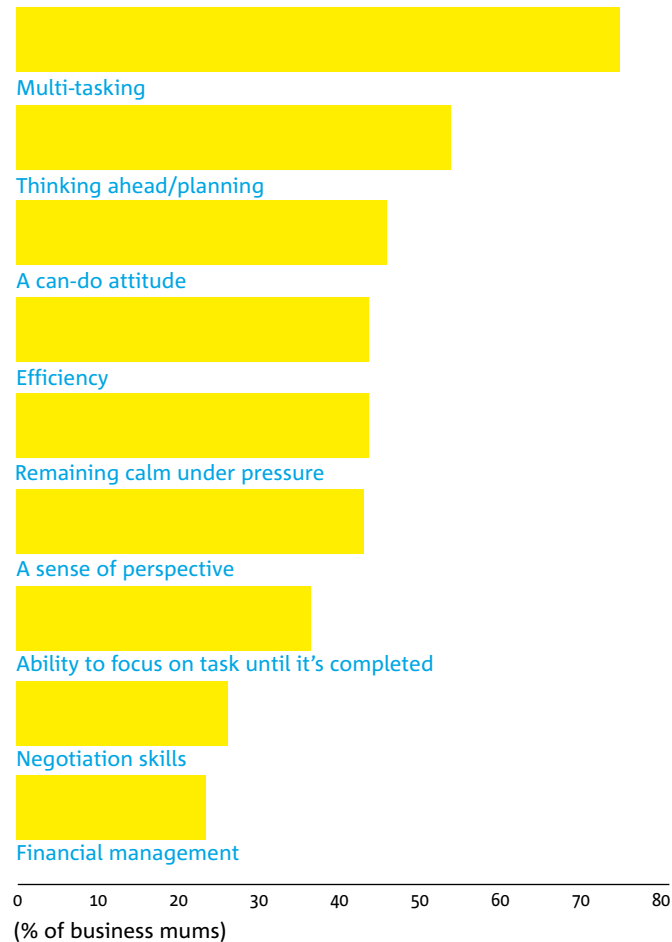 Multi-tasking
Thinking ahead/planning
A can-do attitude
Efficiency
Remaining calm under pressure
A sense of perspective
Ability to focus on task until it’s completed
Negotiation skills
Financial management
0 10 20 30 40 50 60 70 80
(% of business mums)